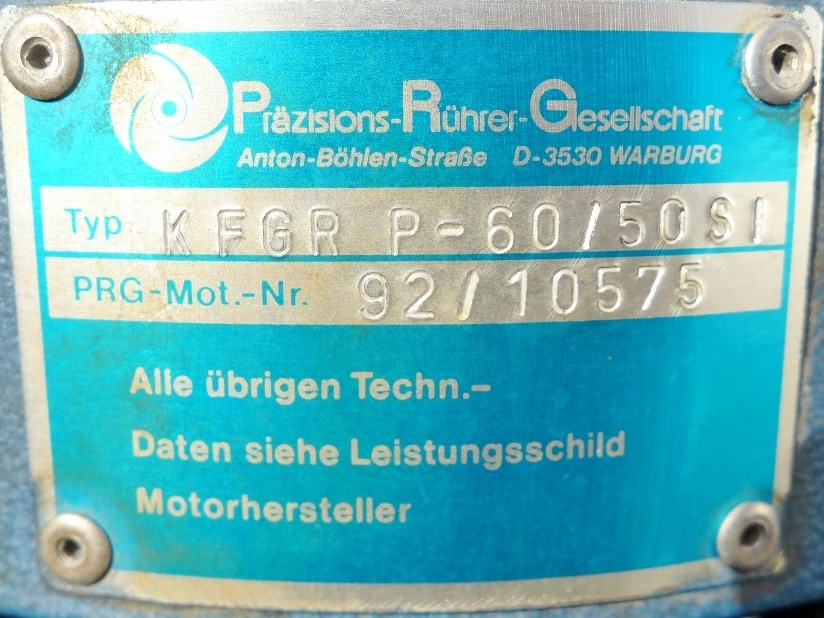 Präzisions-Rührer-Gesellschaft
Anton-Böhlen-Straße D-3530 WARBURG
Typ KFGR P-60/50SI
PRG-Mot.-Nr. 92/10575
Alle übrigen Techn.-
Daten siehe Leistungsschild
Motorhersteller